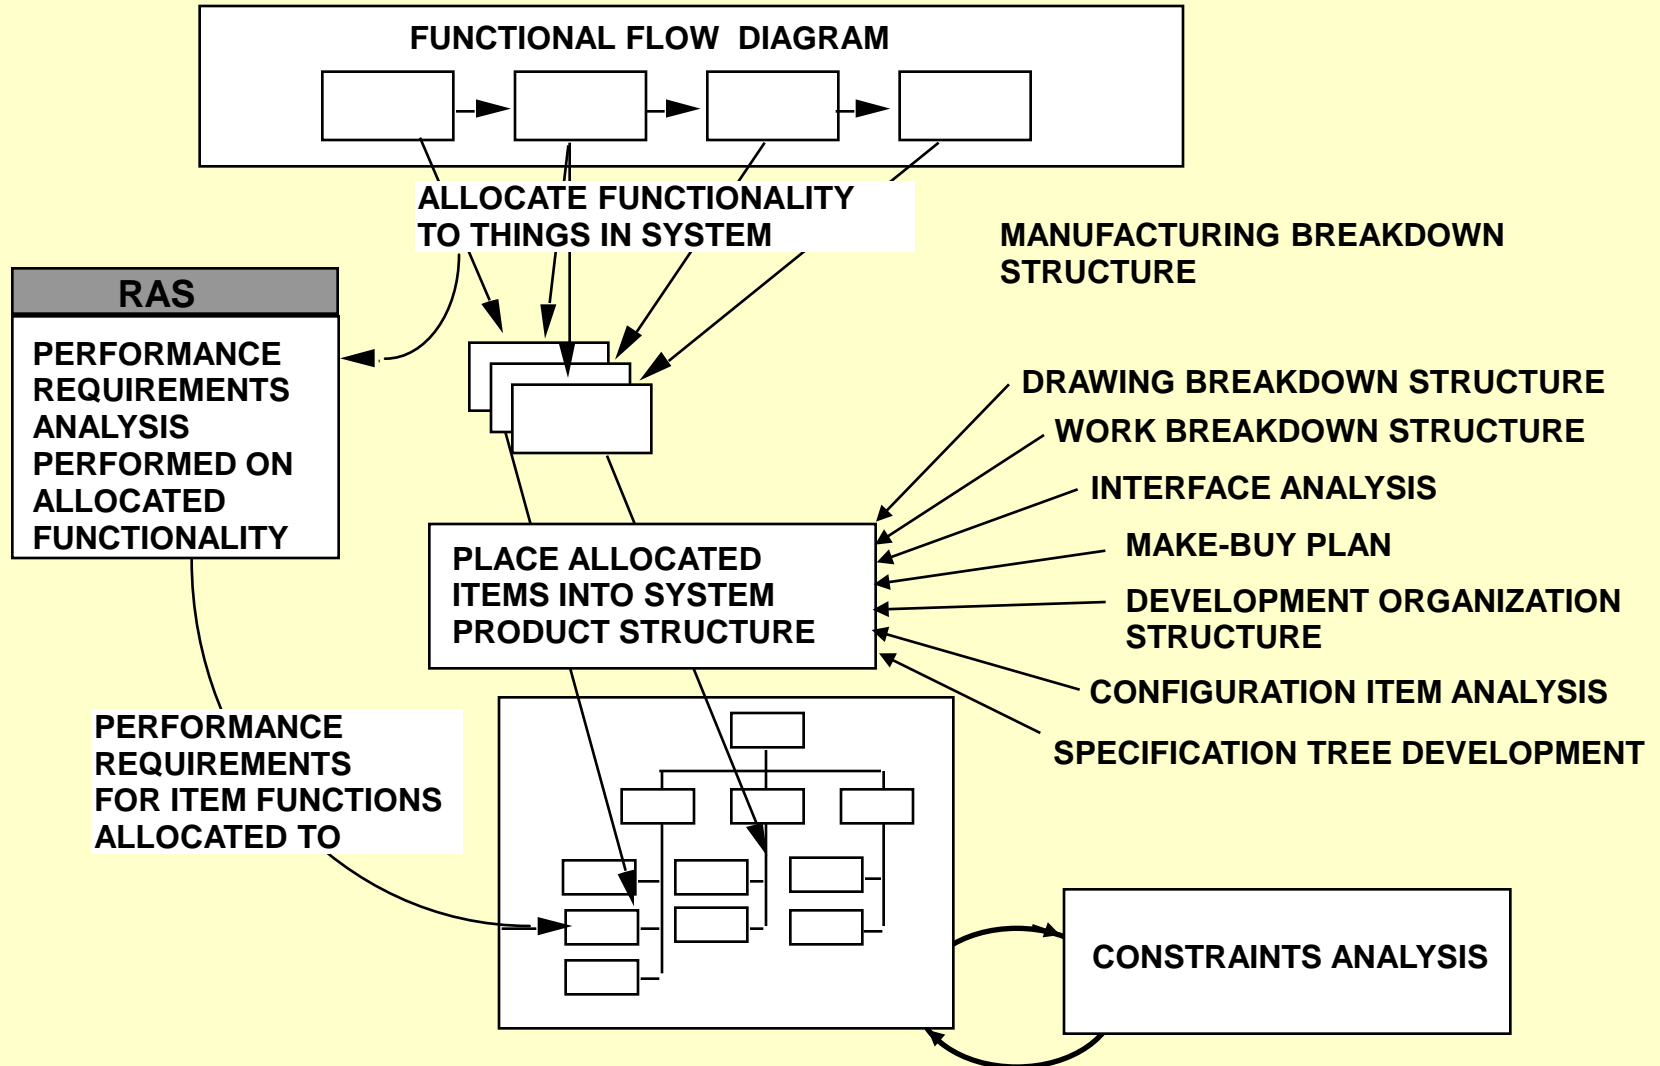 FUNCTIONAL FLOW DIAGRAM
ALLOCATE FUNCTIONALITY
TO THINGS IN SYSTEM
MANUFACTURING BREAKDOWN
STRUCTURE
RAS
PERFORMANCE
REQUIREMENTS
ANALYSIS
PERFORMED ON
ALLOCATED
FUNCTIONALITY
DRAWING BREAKDOWN STRUCTURE
WORK BREAKDOWN STRUCTURE
INTERFACE ANALYSIS
MAKE-BUY PLAN
DEVELOPMENT ORGANIZATION
STRUCTURE
CONFIGURATION ITEM ANALYSIS
SPECIFICATION TREE DEVELOPMENT
PLACE ALLOCATED
ITEMS INTO SYSTEM
PRODUCT STRUCTURE
PERFORMANCE
REQUIREMENTS
FOR ITEM FUNCTIONS
ALLOCATED TO
CONSTRAINTS ANALYSIS